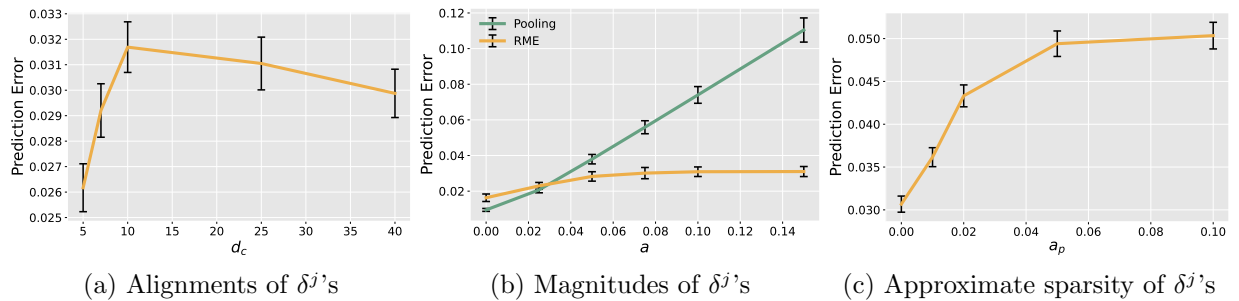 0.033
0.032
0.031
0.030
0.029
0.028
0.027
0.026
0.025
Prediction Error
5 10 15 20 25 30 35 40
d_c
(a) Alignments of δ^j's
0.12
0.10
0.08
0.06
0.04
0.02
Prediction Error
Pooling
RME
0.00 0.02 0.04 0.06 0.08 0.10 0.12 0.14
a
(b) Magnitudes of δ^j's
0.050
0.045
0.040
0.035
0.030
Prediction Error
0.00 0.02 0.04 0.06 0.08 0.10
a_p
(c) Approximate sparsity of δ^j's